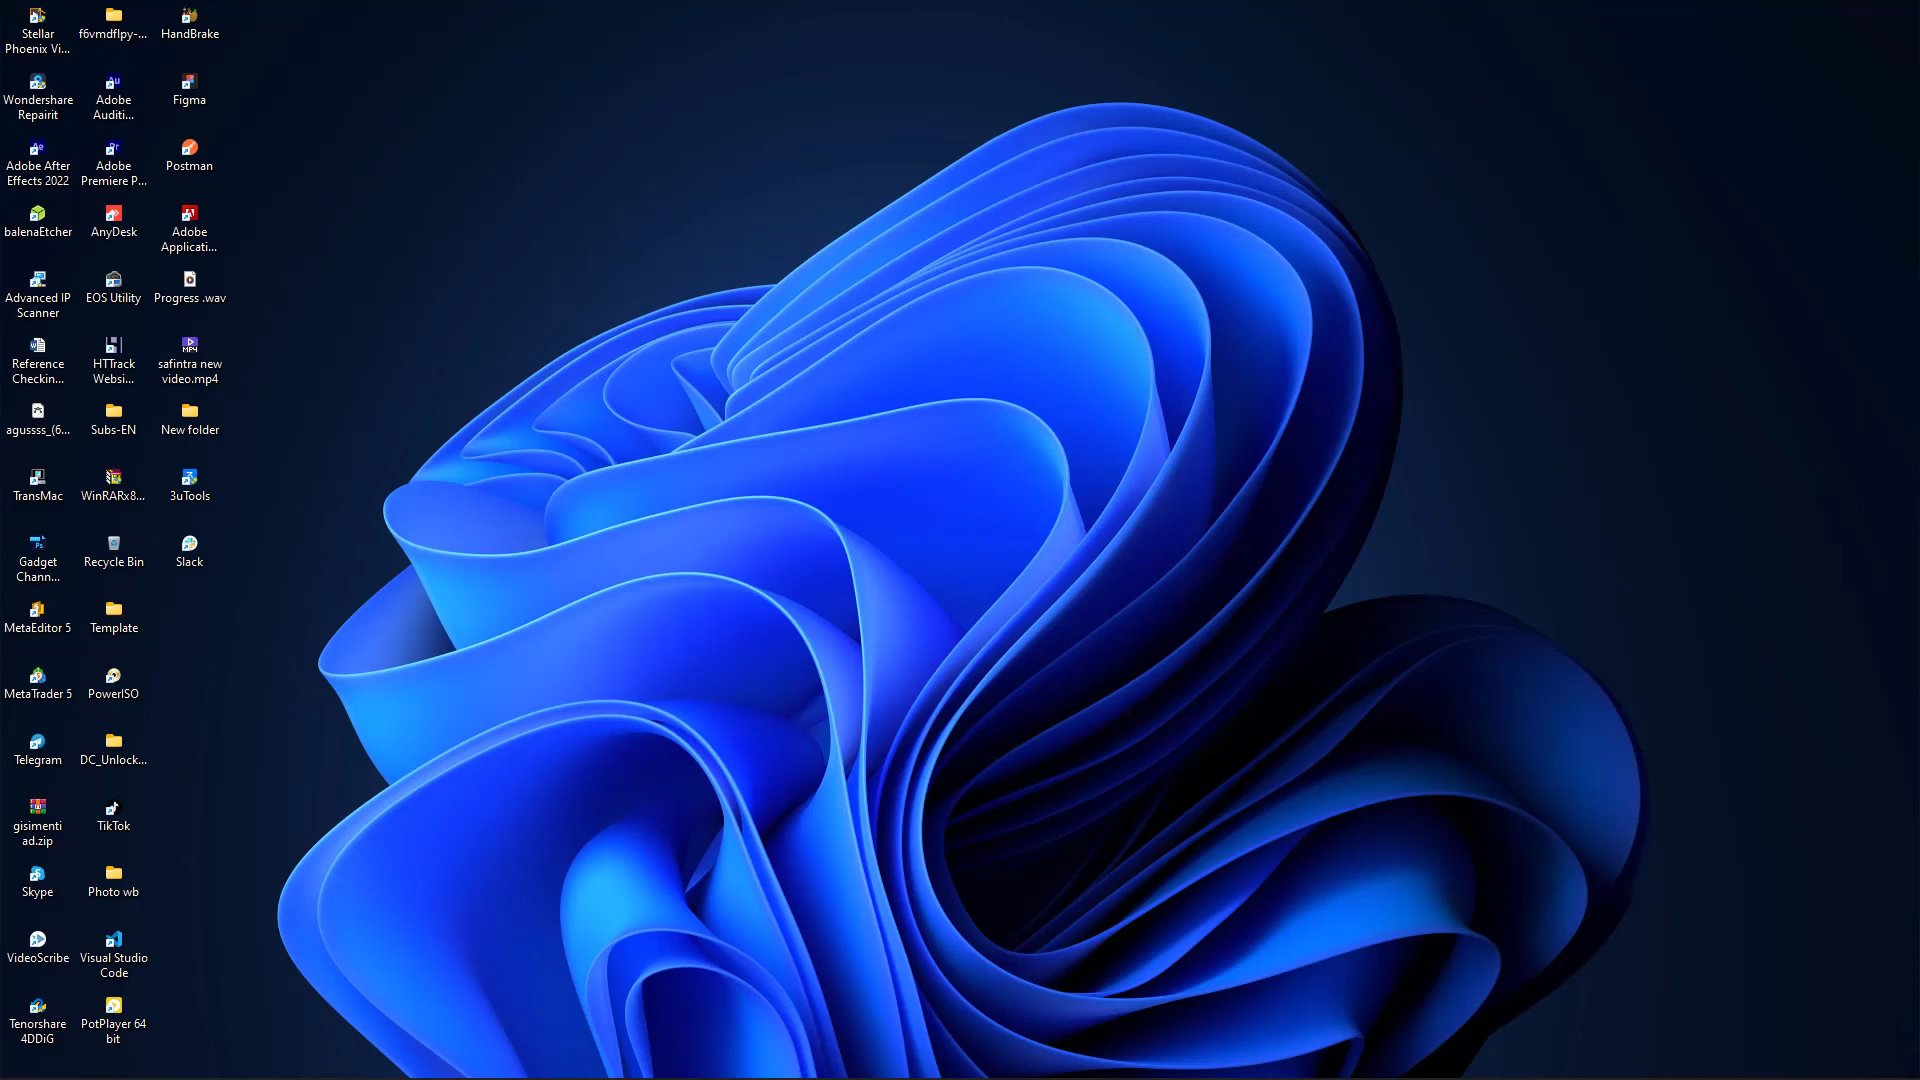 Stellar
Phoenix Vi...
f6vmdflpy-...
HandBrake
Wondershare
Repairit
Adobe
Auditi...
Figma
Adobe After
Effects 2022
Adobe
Premiere P...
Postman
balenaEtcher
AnyDesk
Adobe
Applicati...
Advanced IP
Scanner
EOS Utility
Progress .wav
Reference
Checkin...
HTTrack
Websi...
safintra new
video.mp4
agussss_(6...
Subs-EN
New folder
TransMac
WinRARx8...
3uTools
Gadget
Chann...
Recycle Bin
Slack
MetaEditor 5
Template
MetaTrader 5
PowerISO
Telegram
DC_Unlock...
gisimenti
ad.zip
TikTok
Skype
Photo wb
VideoScribe
Visual Studio
Code
Tenorshare
4DDiG
PotPlayer 64
bit